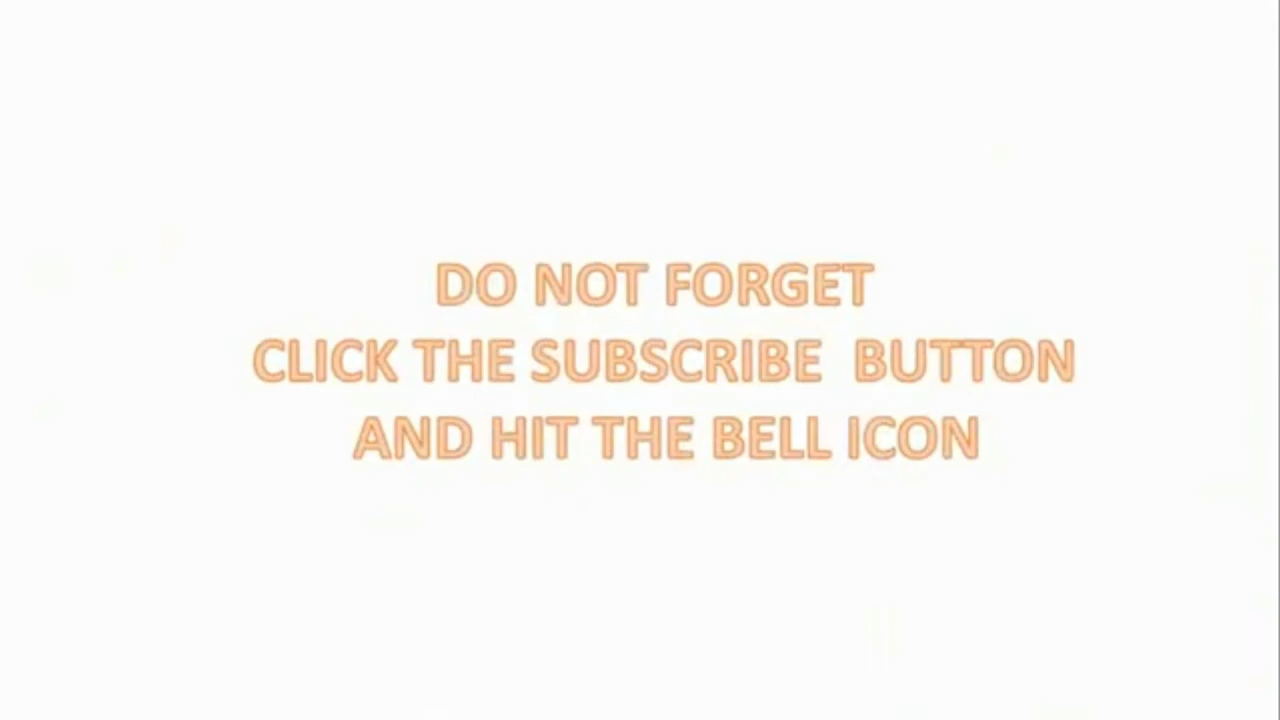 DO NOT FORGET
CLICK THE SUBSCRIBE BUTTON
AND HIT THE BELL ICON